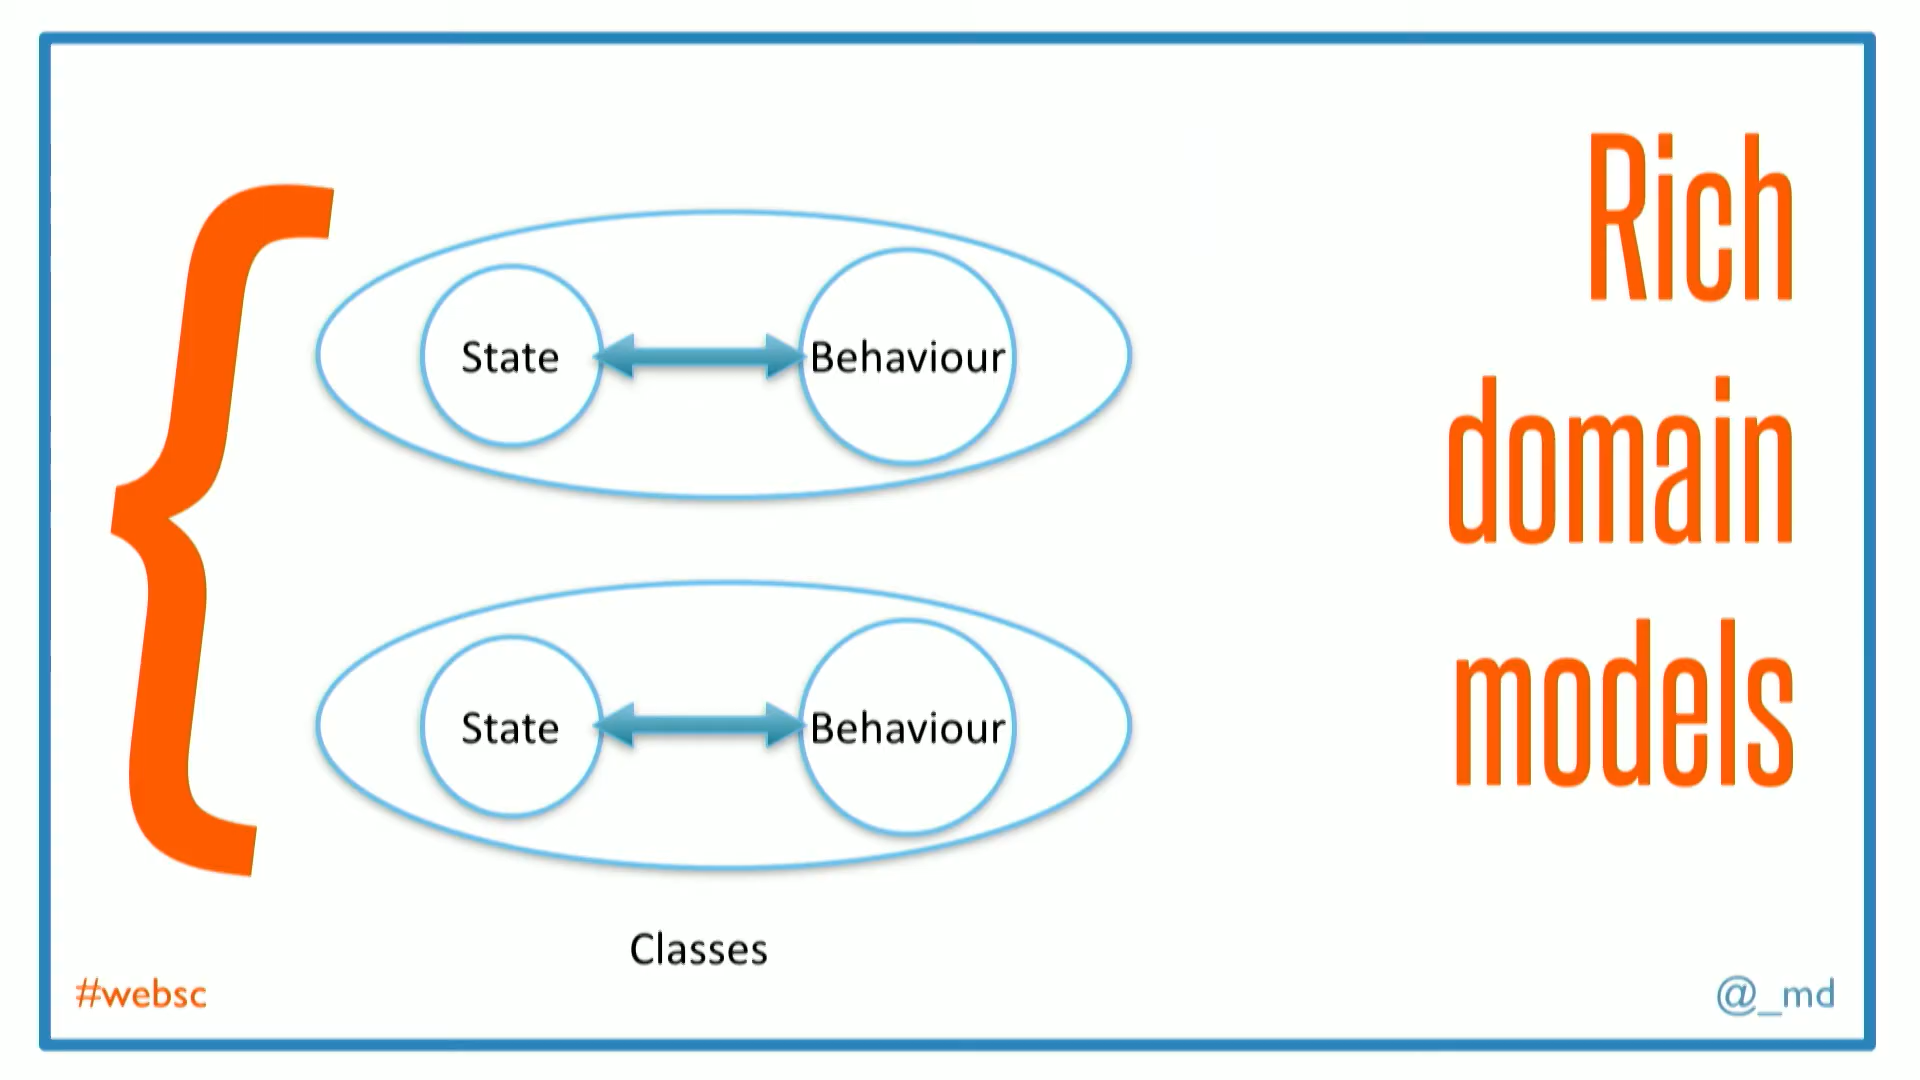 Rich
domain
models
{
State
Behaviour
State
Behaviour
Classes
#websc
@_md